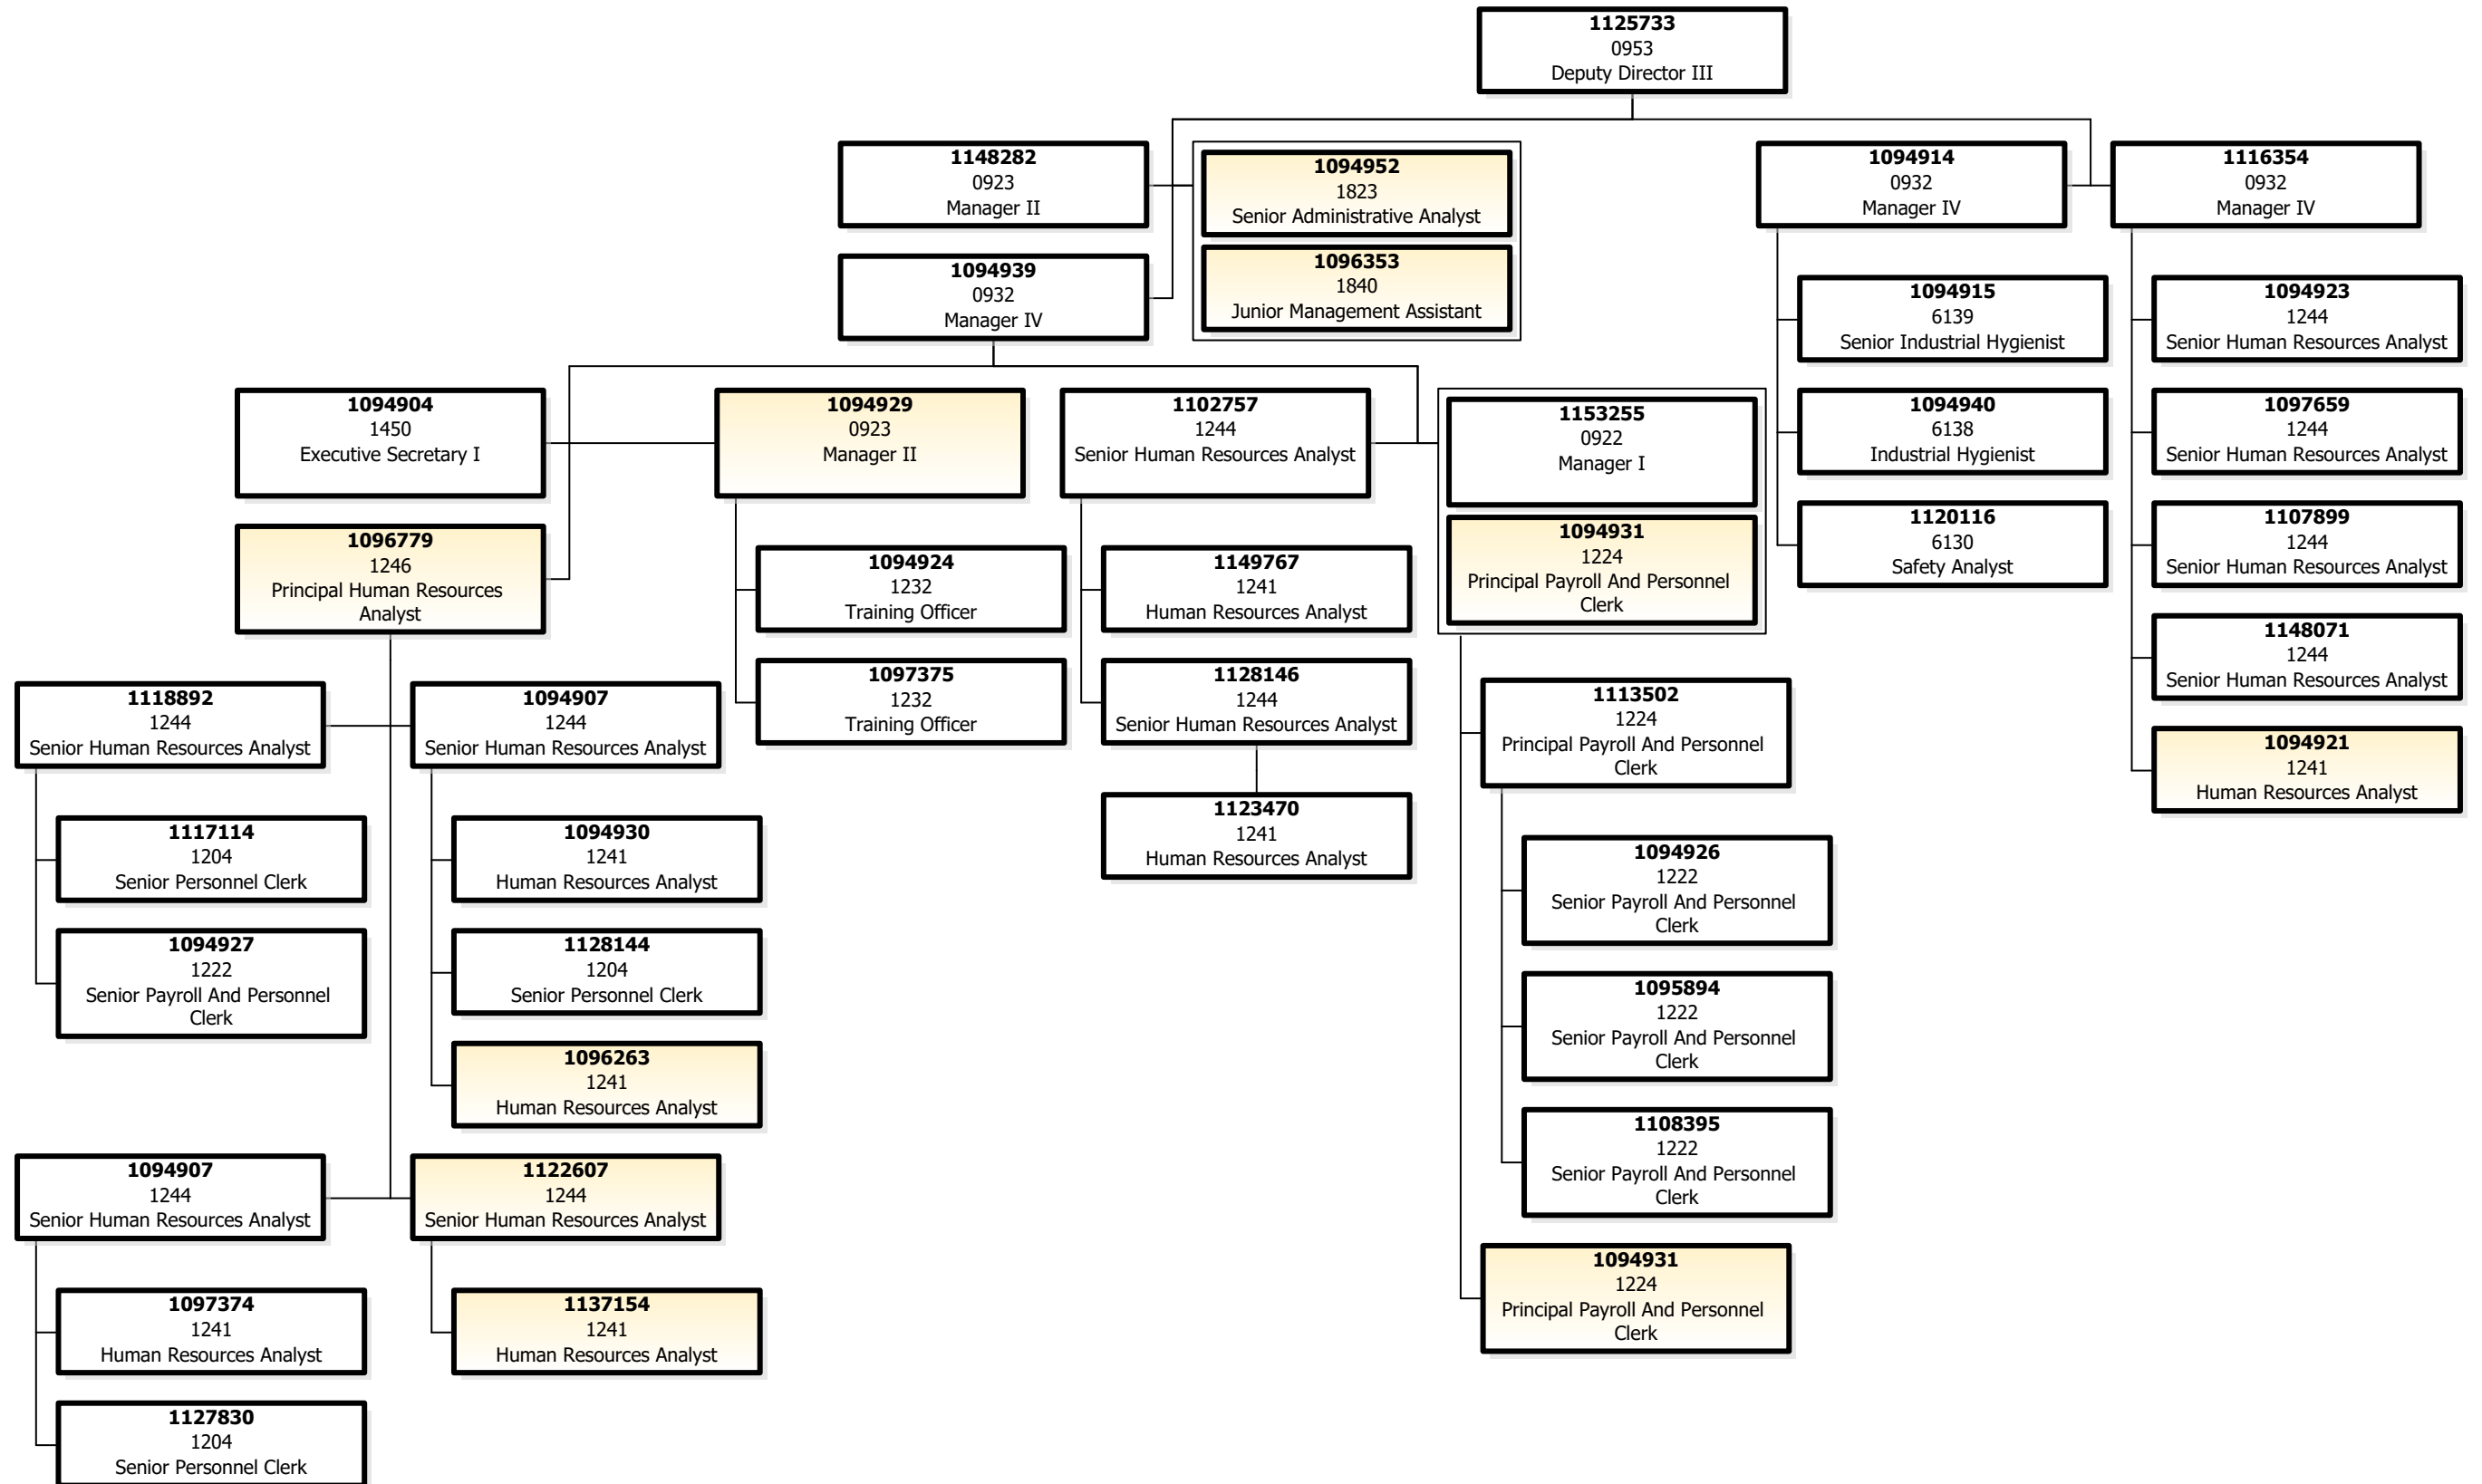 1125733
0953
Deputy Director III
1148282
0923
Manager II
1094952
1823
Senior Administrative Analyst
1096353
1840
Junior Management Assistant
1094914
0932
Manager IV
1116354
0932
Manager IV
1094939
0932
Manager IV
1094915
6139
Senior Industrial Hygienist
1094940
6138
Industrial Hygienist
1120116
6130
Safety Analyst
1094923
1244
Senior Human Resources Analyst
1097659
1244
Senior Human Resources Analyst
1107899
1244
Senior Human Resources Analyst
1148071
1244
Senior Human Resources Analyst
1094921
1241
Human Resources Analyst
1094904
1450
Executive Secretary I
1094929
0923
Manager II
1102757
1244
Senior Human Resources Analyst
1153255
0922
Manager I
1094931
1224
Principal Payroll And Personnel
Clerk
1096779
1246
Principal Human Resources
Analyst
1094924
1232
Training Officer
1097375
1232
Training Officer
1149767
1241
Human Resources Analyst
1128146
1244
Senior Human Resources Analyst
1123470
1241
Human Resources Analyst
1113502
1224
Principal Payroll And Personnel
Clerk
1094926
1222
Senior Payroll And Personnel
Clerk
1095894
1222
Senior Payroll And Personnel
Clerk
1108395
1222
Senior Payroll And Personnel
Clerk
1094931
1224
Principal Payroll And Personnel
Clerk
1118892
1244
Senior Human Resources Analyst
1117114
1204
Senior Personnel Clerk
1094927
1222
Senior Payroll And Personnel
Clerk
1094907
1244
Senior Human Resources Analyst
1094930
1241
Human Resources Analyst
1128144
1204
Senior Personnel Clerk
1096263
1241
Human Resources Analyst
1094907
1244
Senior Human Resources Analyst
1097374
1241
Human Resources Analyst
1127830
1204
Senior Personnel Clerk
1122607
1244
Senior Human Resources Analyst
1137154
1241
Human Resources Analyst